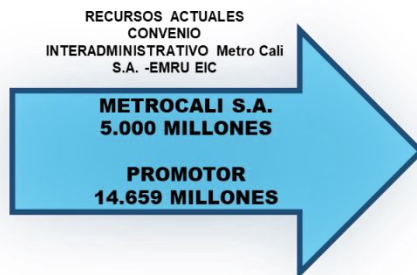 RECURSOS ACTUALES
CONVENIO
INTERADMINISTRATIVO Metro Cali
S.A. -EMRU EIC
METROCALI S.A.
5.000 MILLONES
PROMOTOR
14.659 MILLONES